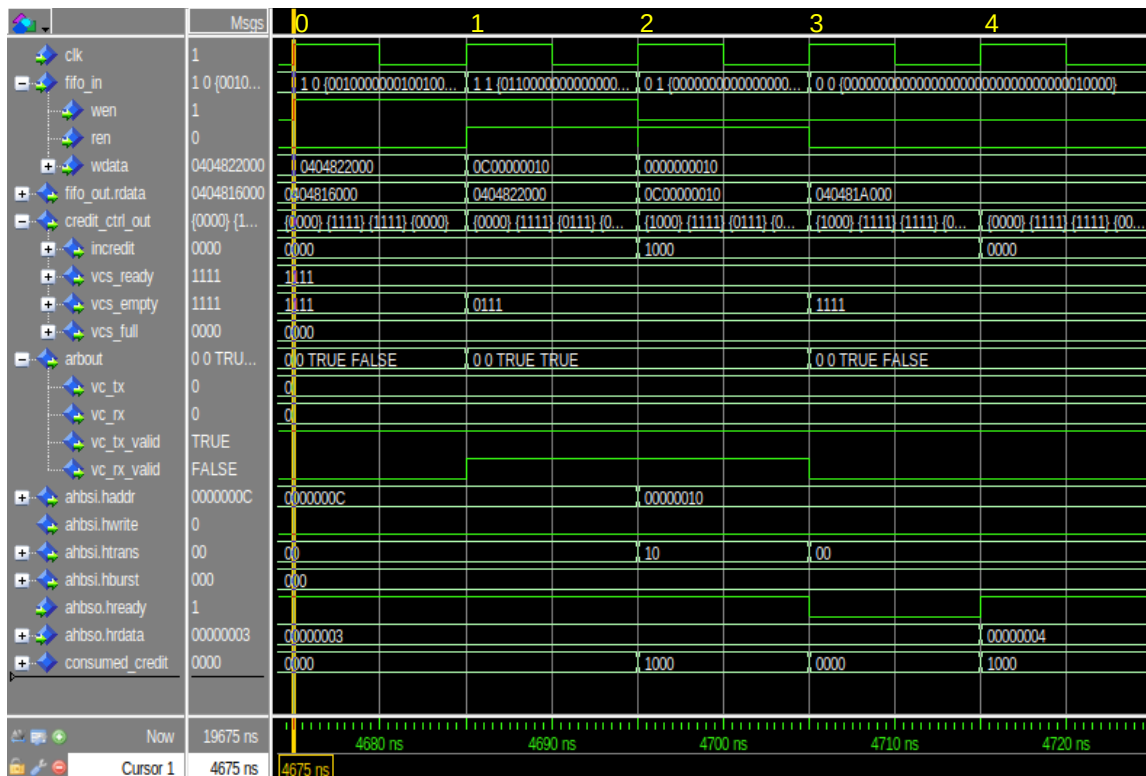 Msgs 0 1 2 3 4
clk 1
fifo_in 1 0 {0010... 1 0 {0010000000100100... 1 1 {0110000000000000... 0 1 {0000000000000000... 0 0 {00000000000000000000000000000000010000}
wen 1
ren 0
wdata 0404822000 0404822000 0C00000010 0000000010
fifo_out.rdata 0404816000 0404816000 0404822000 0C00000010 040481A000
credit_ctrl_out {0000} {1... {0000} {1111} {1111} {0000} {0000} {1111} {0111} {0... {1000} {1111} {0111} {0... {1000} {1111} {1111} {0... {0000} {1111} {1111} {00...
incredit 0000 0000 1000 0000
vcs_ready 1111 1111
vcs_empty 1111 1111 0111 1111
vcs_full 0000 0000
arbout 0 0 TRU... 0 0 TRUE FALSE 0 0 TRUE TRUE 0 0 TRUE FALSE
vc_tx 0 0
vc_rx 0 0
vc_tx_valid TRUE
vc_rx_valid FALSE
ahbsi.haddr 0000000C 0000000C 00000010
ahbsi.hwrite 0
ahbsi.htrans 00 00 10 00
ahbsi.hburst 000 000
ahbso.hready 1
ahbso.hrdata 00000003 00000003 00000004
consumed_credit 0000 0000 1000 0000 1000
Now 19675 ns 4680 ns 4690 ns 4700 ns 4710 ns 4720 ns
Cursor 1 4675 ns 4675 ns